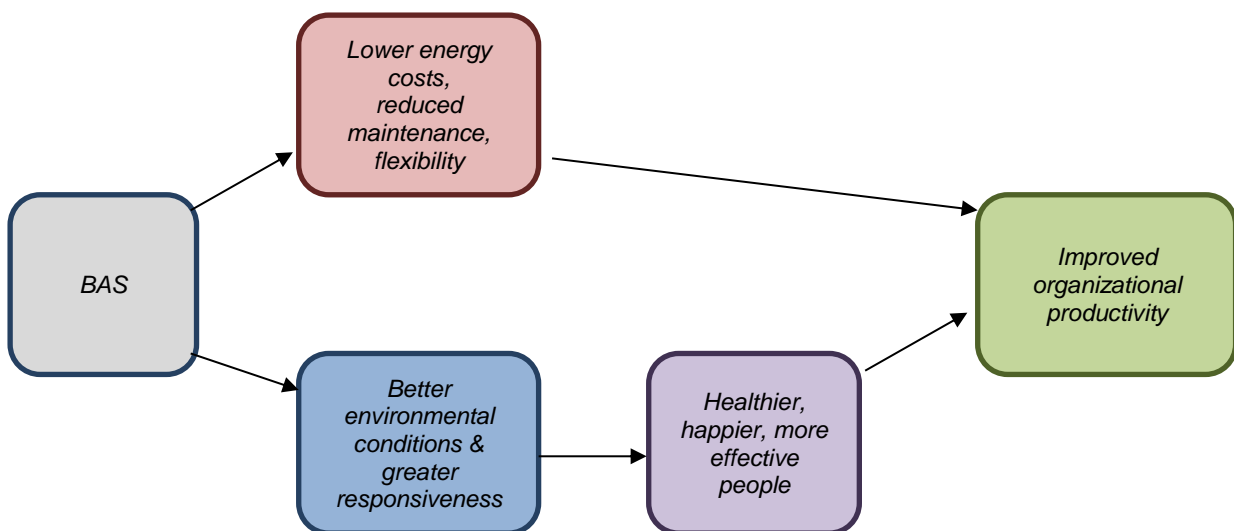 Lower energy
costs,
reduced
maintenance,
flexibility
BAS
Improved
organizational
productivity
Better
environmental
conditions &
greater
responsiveness
Healthier,
happier, more
effective
people